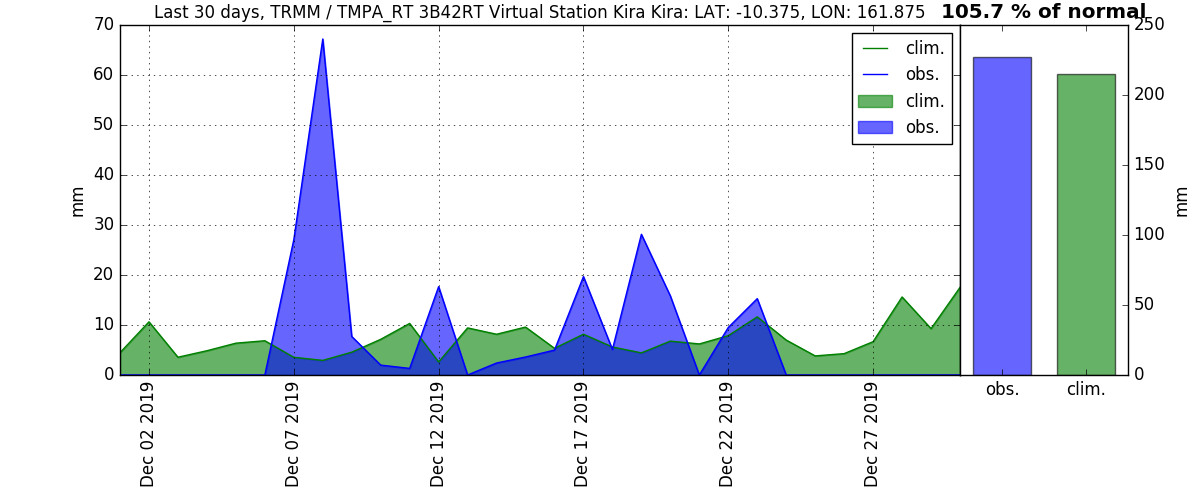 Last 30 days, TRMM / TMPA_RT 3B42RT Virtual Station Kira Kira: LAT: -10.375, LON: 161.875
105.7 % of normal
70
60
50
40
30
20
10
0
mm
clim.
obs.
clim.
obs.
Dec 02 2019
Dec 07 2019
Dec 12 2019
Dec 17 2019
Dec 22 2019
Dec 27 2019
250
200
150
100
50
0
mm
obs.
clim.